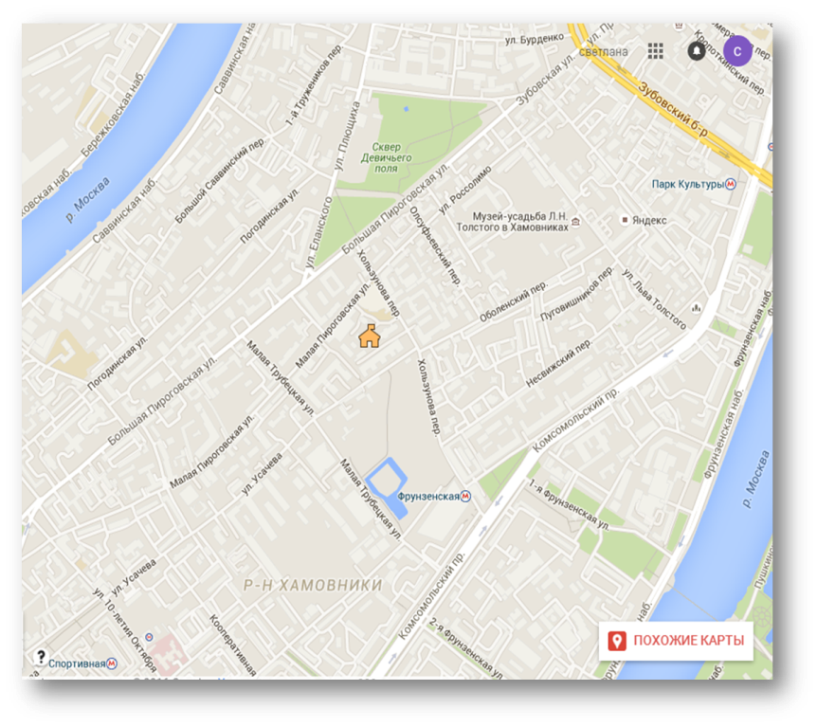 ул. Бурденко
светлана
С
Кропоткинский пер.
Зубовская ул.
Зубовский б-р
Бережковская наб.
Саввинская наб.
1-й Тружеников пер.
ул. Плющиха
Сквер
Девичьего
поля
Парк Культуры
М
р. Москва
Саввинская наб.
Большой Саввинский пер.
Погодинская ул.
ул. Еланского
Большая Пироговская ул.
ул. Россолимо
Олсуфьевский пер.
Музей-усадьба Л.Н.
Толстого в Хамовниках
Яндекс
Хользунова пер.
Малая Пироговская ул.
Оболенский пер.
Пуговишников пер.
ул. Льва Толстого
Фрунзенская наб.
Погодинская ул.
Малая Трубецкая ул.
Большая Пироговская ул.
Хользунова пер.
Несвижский пер.
Комсомольский пр.
Фрунзенская наб.
Малая Пироговская ул.
ул. Усачева
Малая Трубецкая ул.
Фрунзенская
М
1-я Фрунзенская ул.
р. Москва
ул. Усачева
Р-Н ХАМОВНИКИ
Комсомольский пр.
ул. 10-летия Октября
Кооперативная
2-я Фрунзенская ул.
ПОХОЖИЕ КАРТЫ
?
Спортивная
М